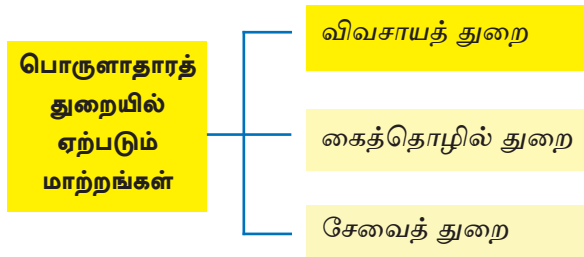 பொருளாதாரத்
துறையில்
ஏற்படும்
மாற்றங்கள்
விவசாயத் துறை
கைத்தொழில் துறை
சேவைத் துறை